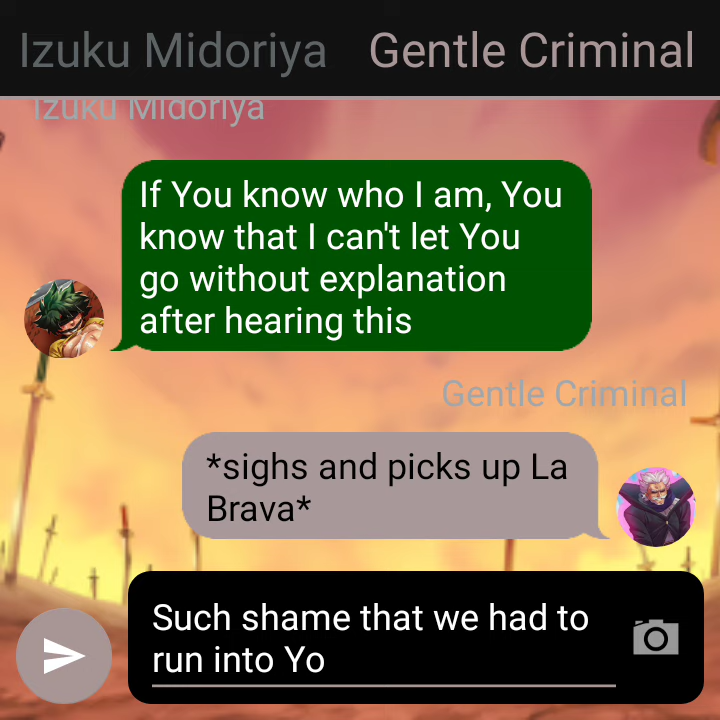 Izuku Midoriya Gentle Criminal
Izuku Midoriya
If You know who I am, You
know that I can't let You
go without explanation
after hearing this
Gentle Criminal
*sighs and picks up La
Brava*
Such shame that we had to
run into Yo